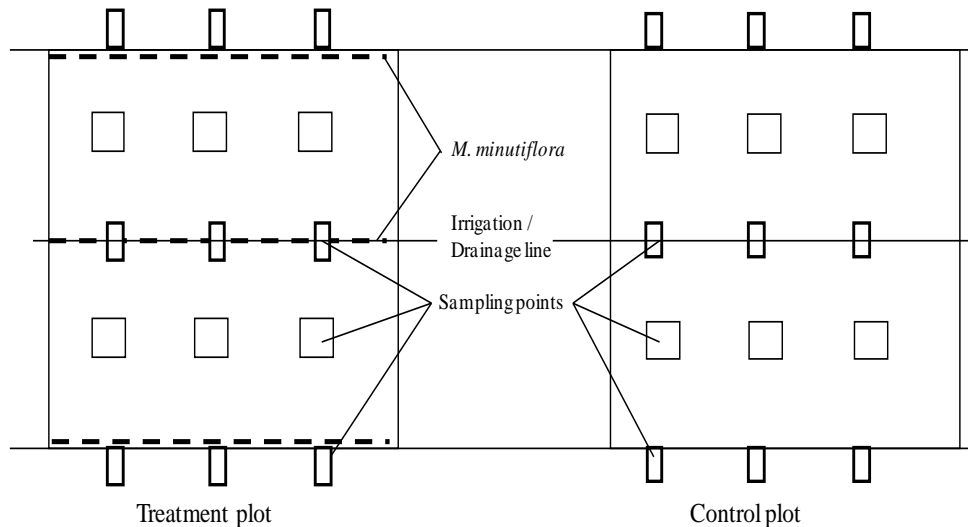 M. minutiflora
Irrigation /
Drainage line
Sampling points
Treatment plot
Control plot